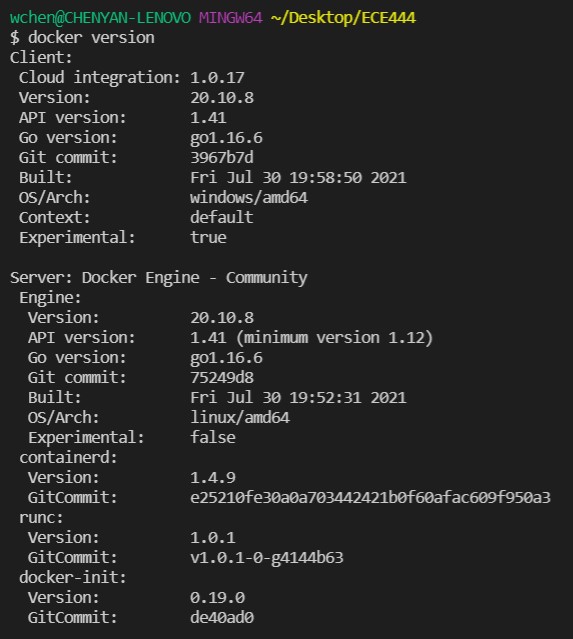 wchen@CHENYAN-LENOVO MINGW64 ~/Desktop/ECE444
$ docker version
Client:
 Cloud integration: 1.0.17
 Version:           20.10.8
 API version:       1.41
 Go version:        go1.16.6
 Git commit:        3967b7d
 Built:             Fri Jul 30 19:58:50 2021
 OS/Arch:           windows/amd64
 Context:           default
 Experimental:      true

Server: Docker Engine - Community
 Engine:
  Version:          20.10.8
  API version:      1.41 (minimum version 1.12)
  Go version:       go1.16.6
  Git commit:       75249d8
  Built:            Fri Jul 30 19:52:31 2021
  OS/Arch:          linux/amd64
  Experimental:     false
 containerd:
  Version:          1.4.9
  GitCommit:        e25210fe30a0a703442421b0f60afac609f950a3
 runc:
  Version:          1.0.1
  GitCommit:        v1.0.1-0-g4144b63
 docker-init:
  Version:          0.19.0
  GitCommit:        de40ad0